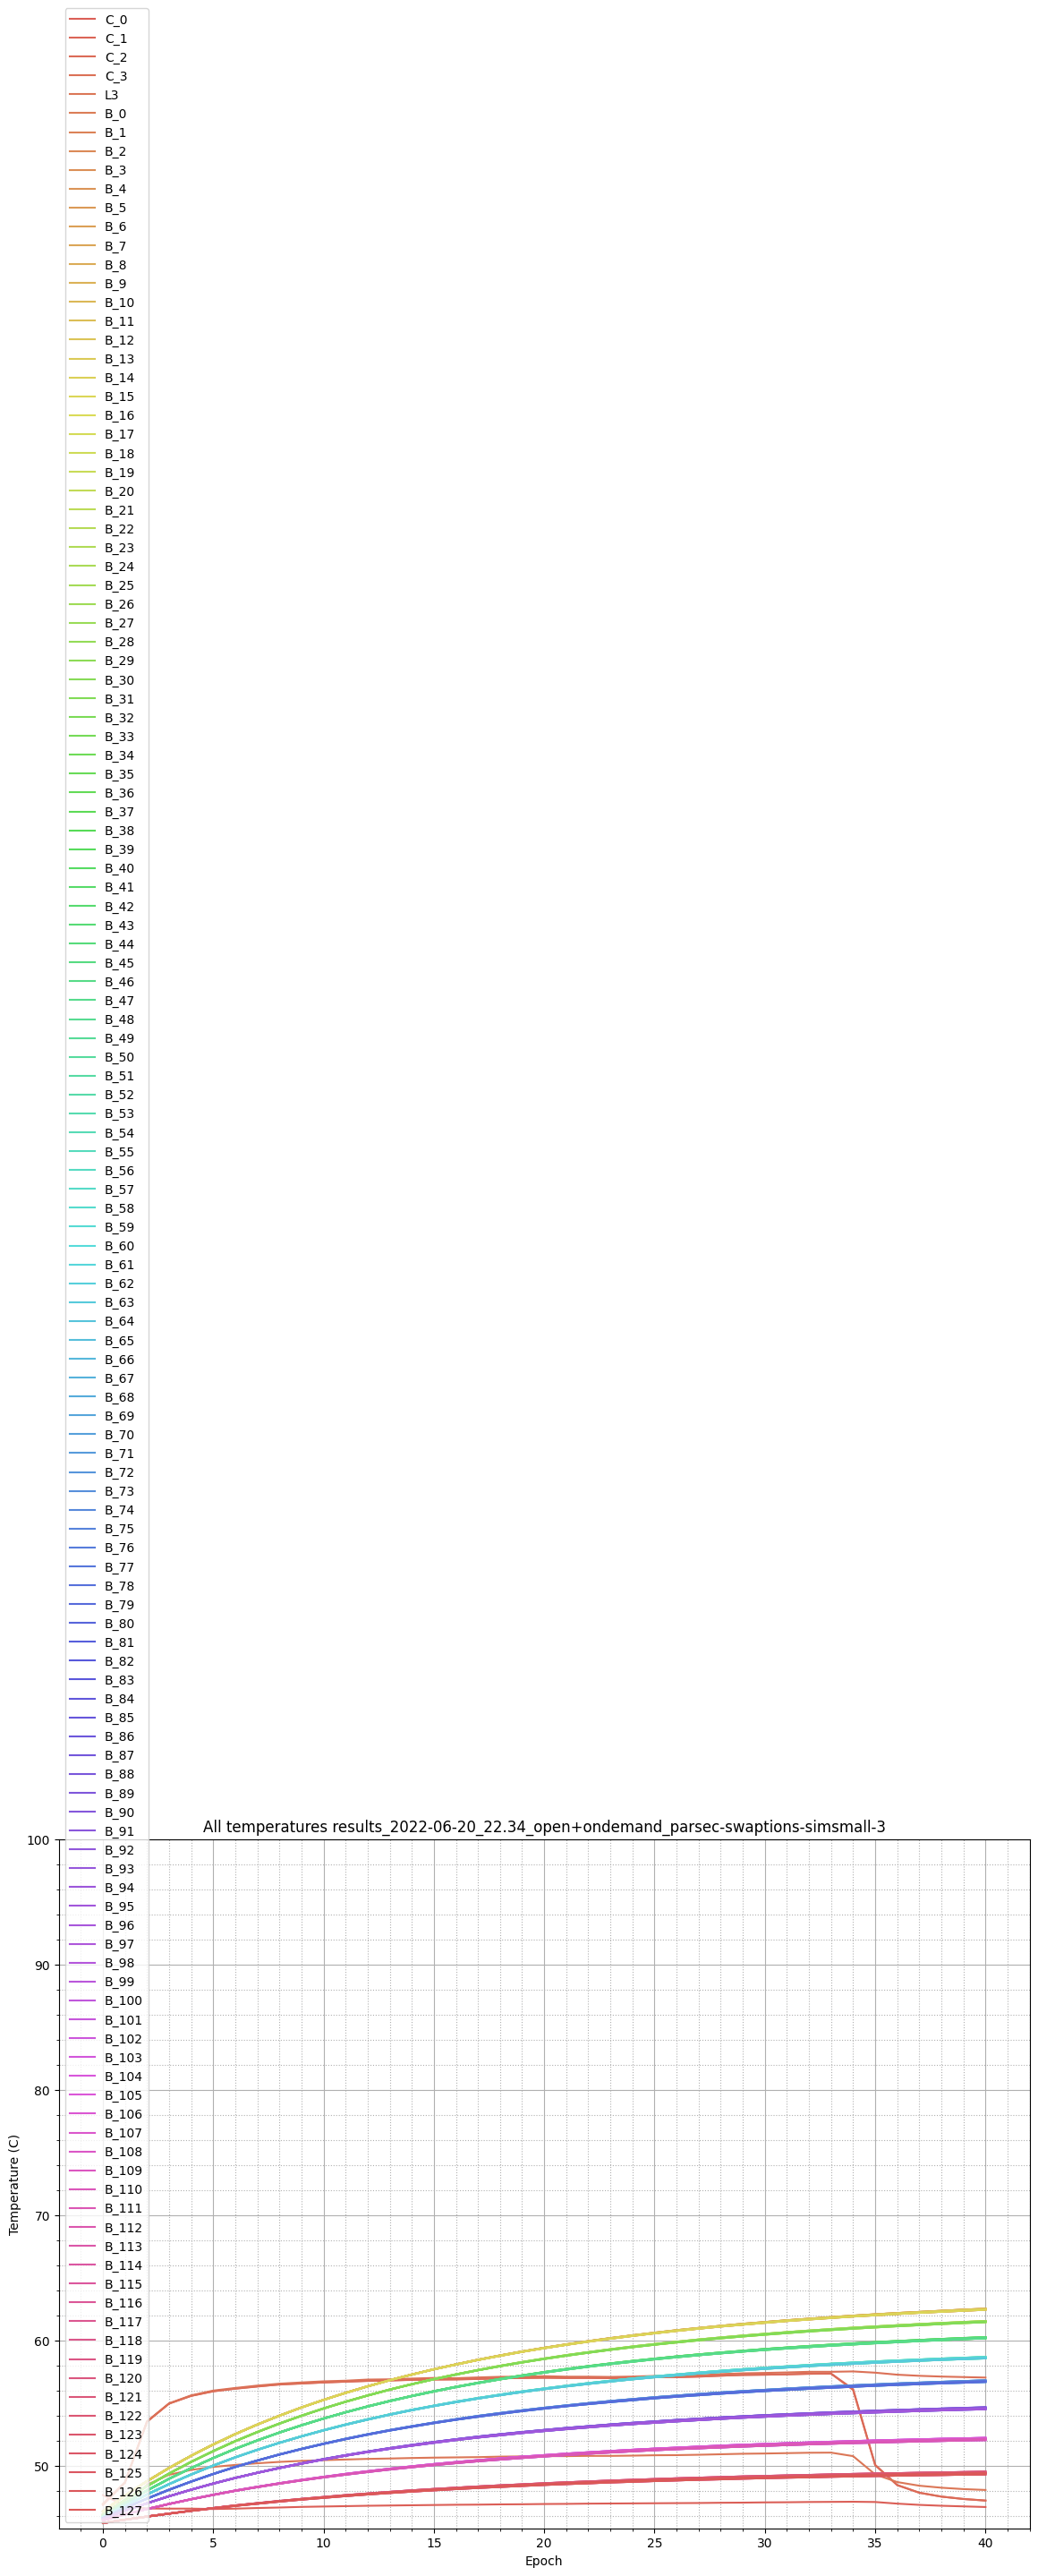 C_0
C_1
C_2
C_3
L3
B_0
B_1
B_2
B_3
B_4
B_5
B_6
B_7
B_8
B_9
B_10
B_11
B_12
B_13
B_14
B_15
B_16
B_17
B_18
B_19
B_20
B_21
B_22
B_23
B_24
B_25
B_26
B_27
B_28
B_29
B_30
B_31
B_32
B_33
B_34
B_35
B_36
B_37
B_38
B_39
B_40
B_41
B_42
B_43
B_44
B_45
B_46
B_47
B_48
B_49
B_50
B_51
B_52
B_53
B_54
B_55
B_56
B_57
B_58
B_59
B_60
B_61
B_62
B_63
B_64
B_65
B_66
B_67
B_68
B_69
B_70
B_71
B_72
B_73
B_74
B_75
B_76
B_77
B_78
B_79
B_80
B_81
B_82
B_83
B_84
B_85
B_86
B_87
B_88
B_89
B_90
B_91
B_92
B_93
B_94
B_95
B_96
B_97
B_98
B_99
B_100
B_101
B_102
B_103
B_104
B_105
B_106
B_107
B_108
B_109
B_110
B_111
B_112
B_113
B_114
B_115
B_116
B_117
B_118
B_119
B_120
B_121
B_122
B_123
B_124
B_125
B_126
B_127
All temperatures results_2022-06-20_22.34_open+ondemand_parsec-swaptions-simsmall-3
100
90
80
70
60
50
Temperature (C)
0 5 10 15 20 25 30 35 40
Epoch